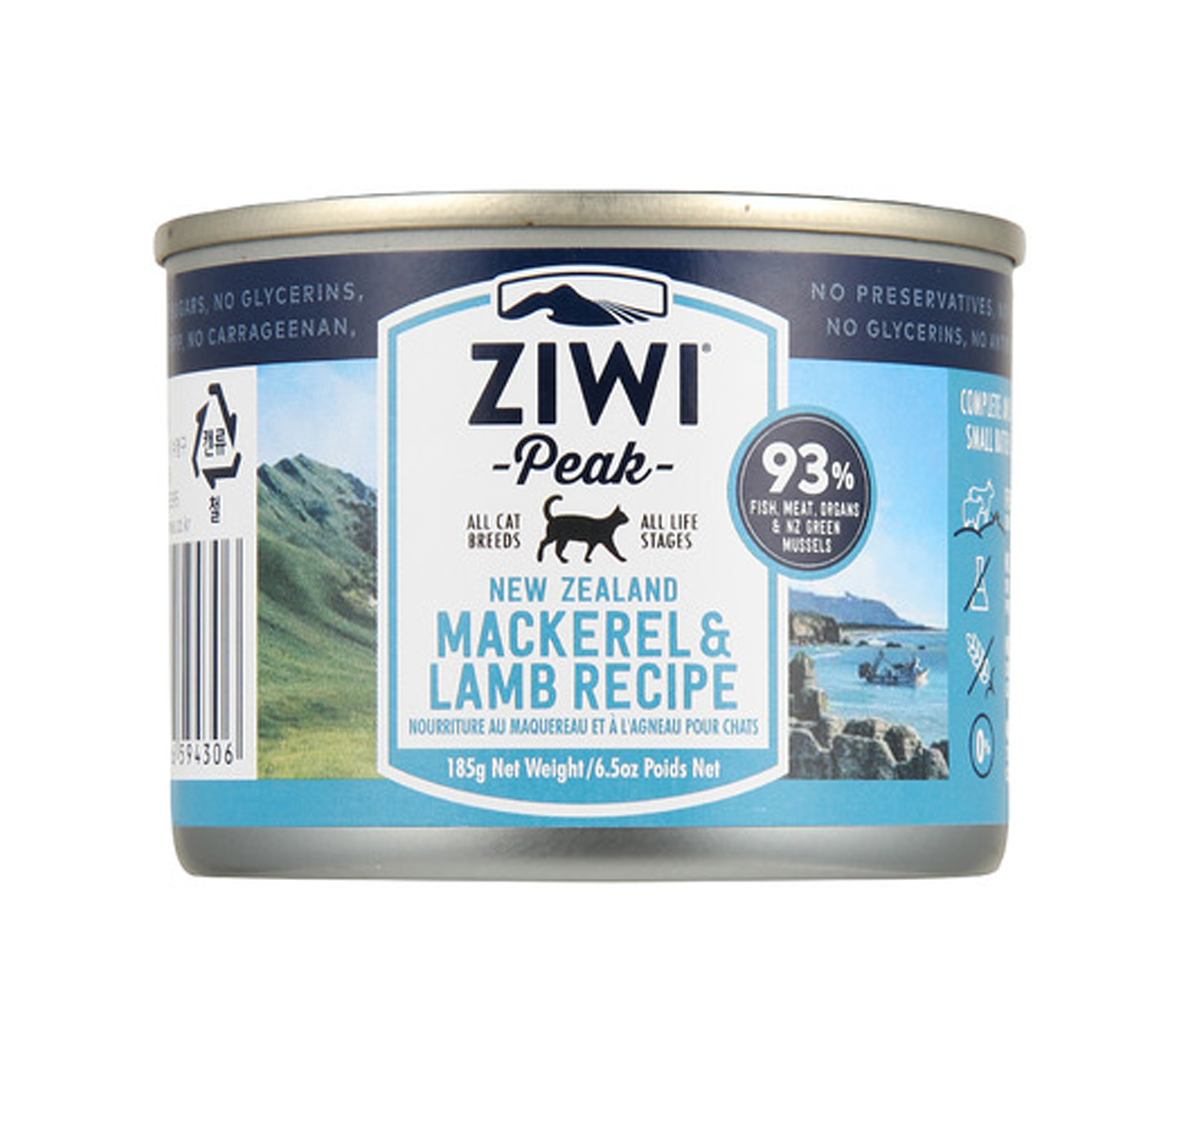 NO GLYCERINS,
NO CARRAGEENAN,
NO PRESERVATIVES,
NO GLYCERINS, NO
ZIWI®
-Peak-
ALL CAT
BREEDS
ALL LIFE
STAGES
93%
FISH, MEAT, ORGANS
& NZ GREEN
MUSSELS
NEW ZEALAND
MACKEREL &
LAMB RECIPE
NOURRITURE AU MAQUEREAU ET À L'AGNEAU POUR CHATS
185g Net Weight/6.5oz Poids Net
캔류
철
594306
SMALL
0%